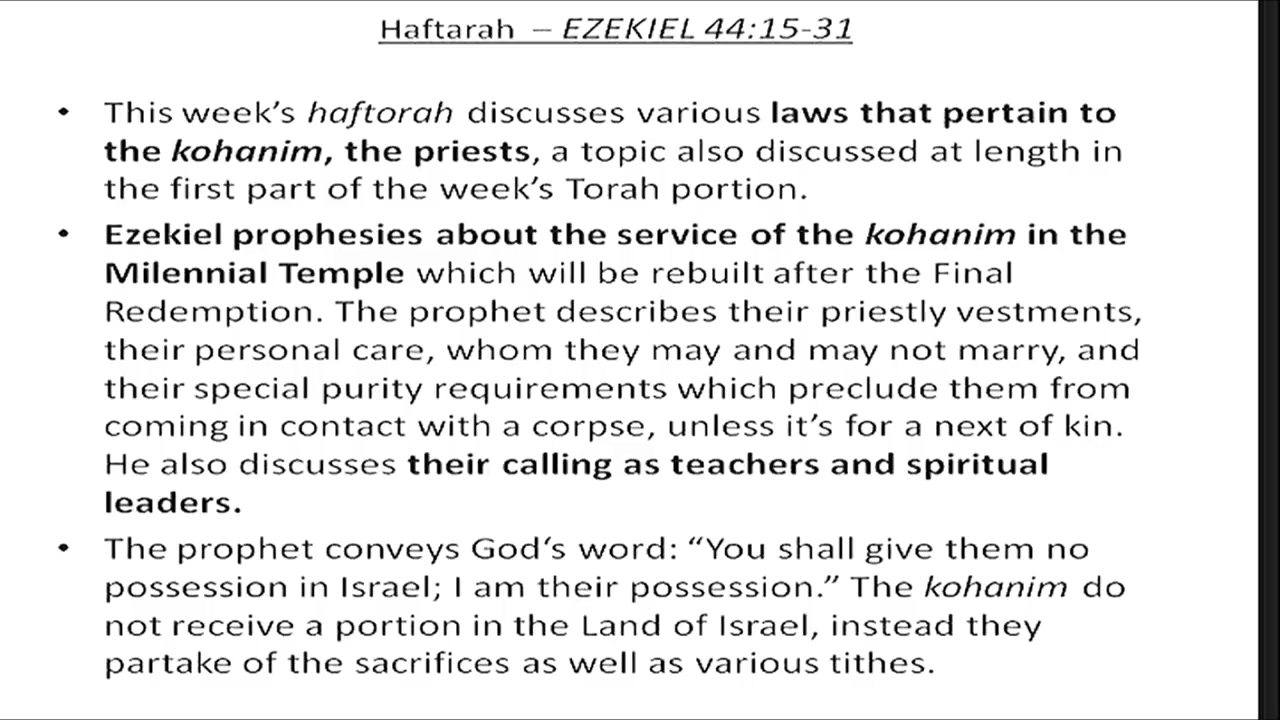 Haftarah – EZEKIEL 44:15-31
• This week’s haftorah discusses various laws that pertain to
the kohanim, the priests, a topic also discussed at length in
the first part of the week’s Torah portion.
• Ezekiel prophesies about the service of the kohanim in the
Milennial Temple which will be rebuilt after the Final
Redemption. The prophet describes their priestly vestments,
their personal care, whom they may and may not marry, and
their special purity requirements which preclude them from
coming in contact with a corpse, unless it’s for a next of kin.
He also discusses their calling as teachers and spiritual
leaders.
• The prophet conveys God‘s word: “You shall give them no
possession in Israel; I am their possession.” The kohanim do
not receive a portion in the Land of Israel, instead they
partake of the sacrifices as well as various tithes.